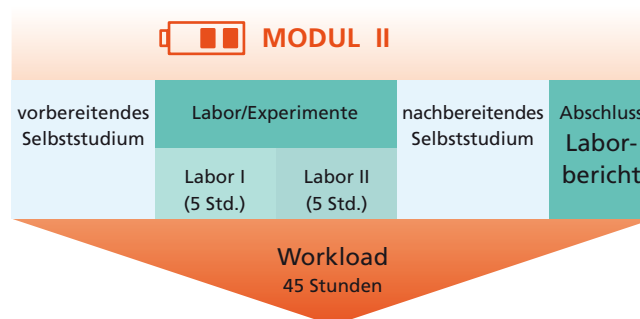 MODUL II
vorbereitendes
Selbststudium
Labor/Experimente
Labor I
(5 Std.)
Labor II
(5 Std.)
nachbereitendes
Selbststudium
Abschluss
Labor-
bericht
Workload
45 Stunden